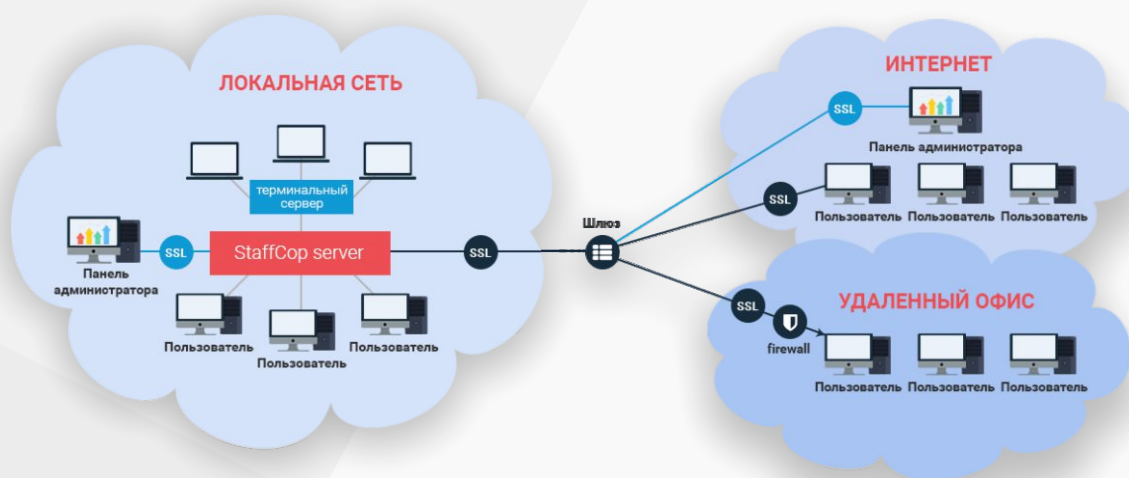 ЛОКАЛЬНАЯ СЕТЬ
терминальный
сервер
StaffCop server
SSL
Панель
администратора
Пользователь
Пользователь
Пользователь
SSL
Шлюз
ИНТЕРНЕТ
SSL
Панель администратора
SSL
Пользователь
Пользователь
Пользователь
УДАЛЕННЫЙ ОФИС
SSL
firewall
Пользователь
Пользователь
Пользователь